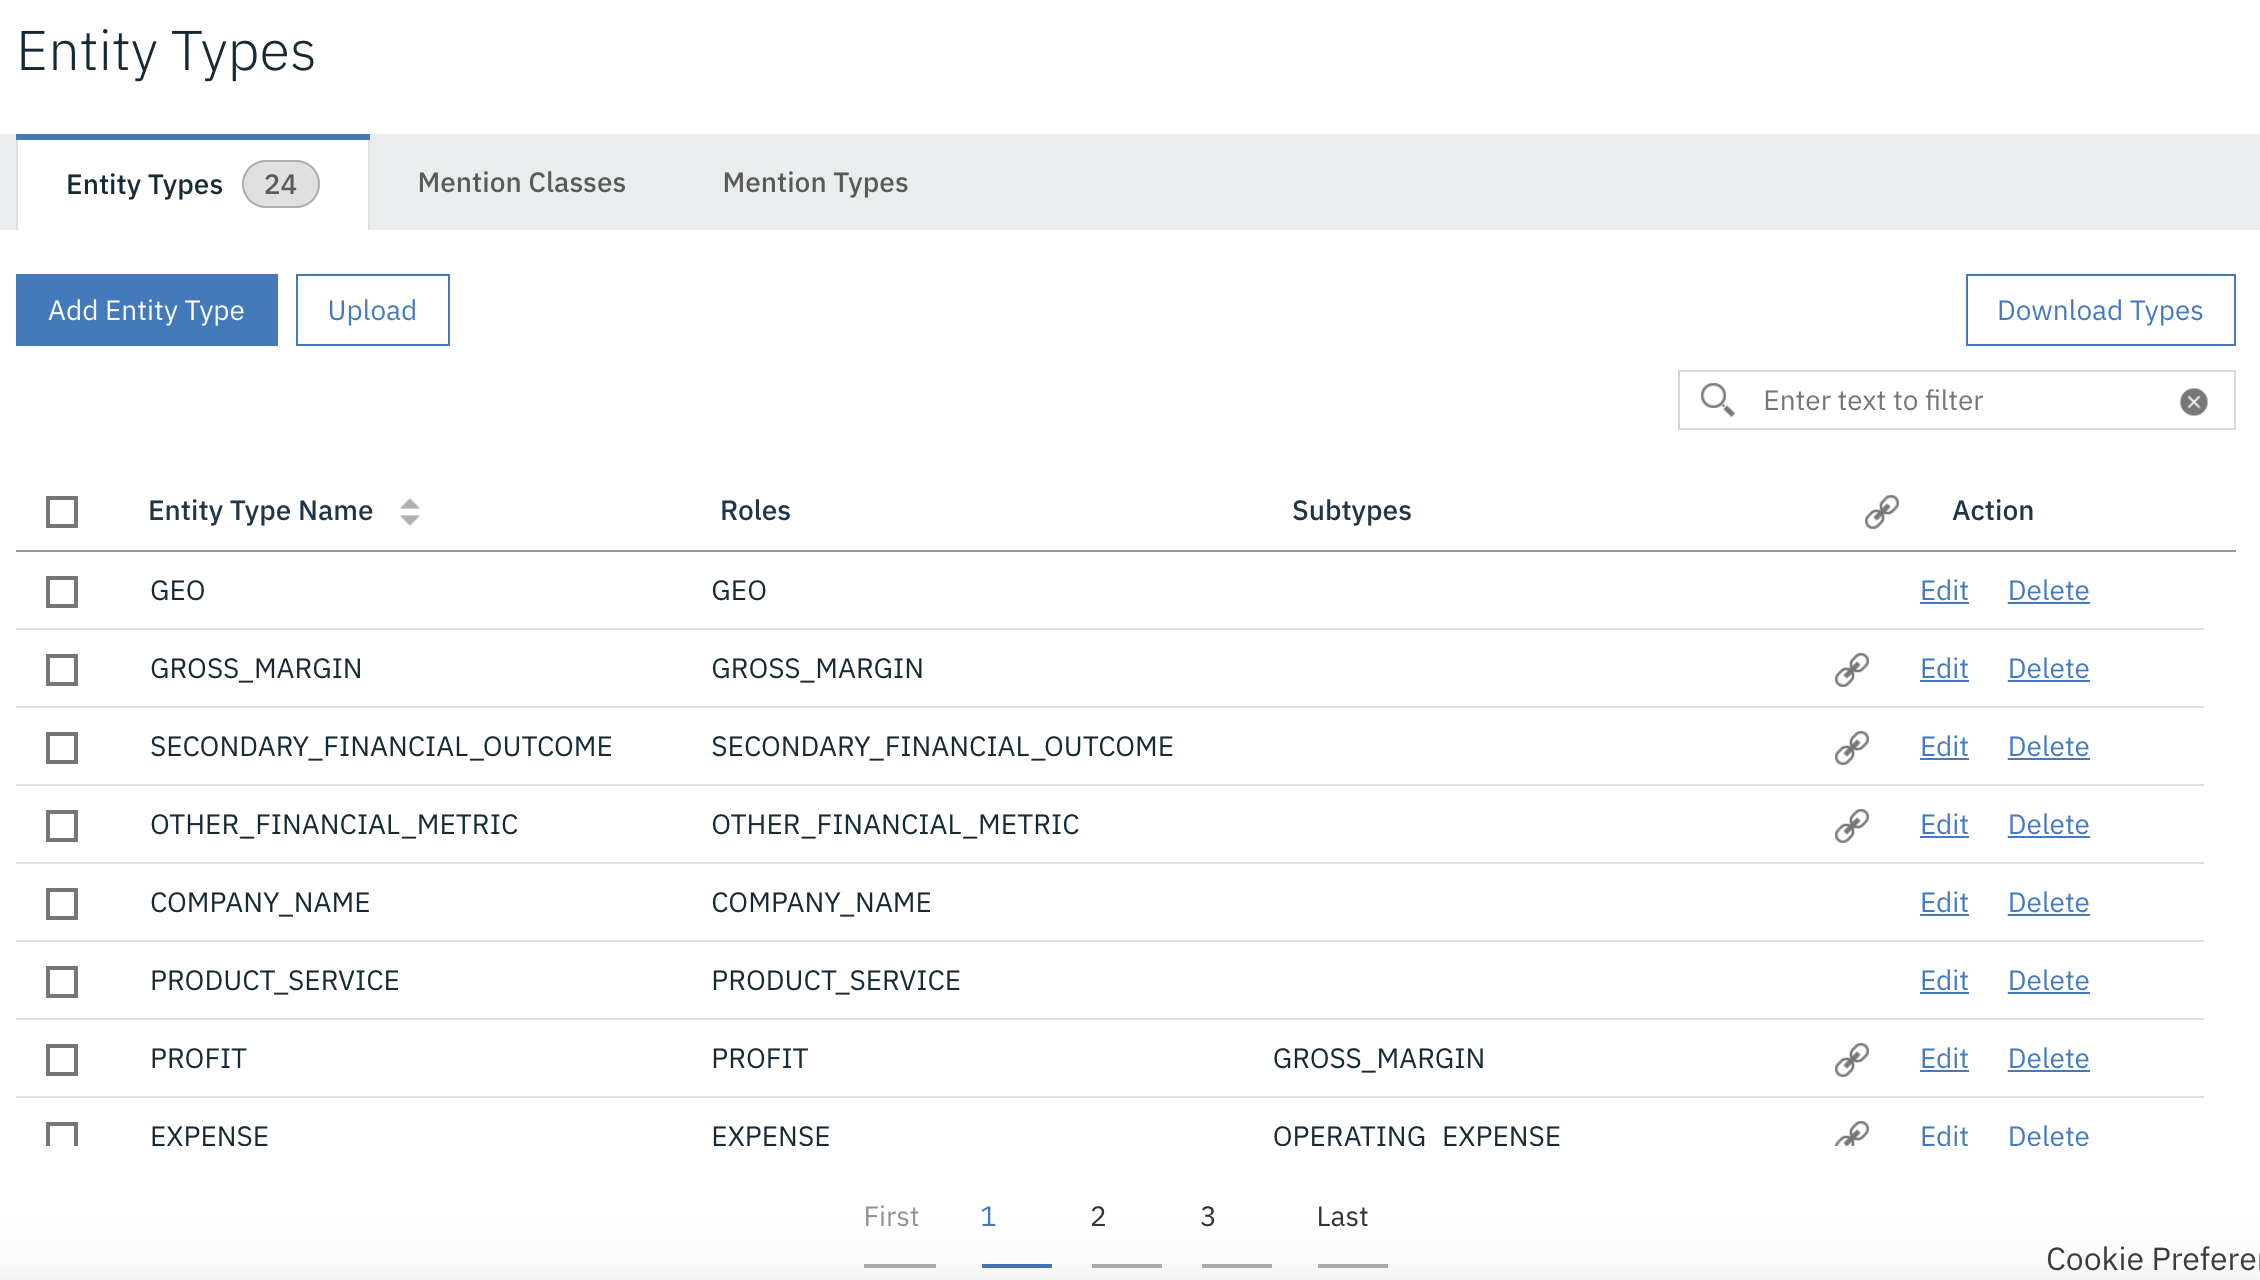 Entity Types
Entity Types 24 Mention Classes Mention Types
Add Entity Type Upload Download Types
Enter text to filter
Entity Type Name Roles Subtypes Action
GEO GEO Edit Delete
GROSS_MARGIN GROSS_MARGIN Edit Delete
SECONDARY_FINANCIAL_OUTCOME SECONDARY_FINANCIAL_OUTCOME Edit Delete
OTHER_FINANCIAL_METRIC OTHER_FINANCIAL_METRIC Edit Delete
COMPANY_NAME COMPANY_NAME Edit Delete
PRODUCT_SERVICE PRODUCT_SERVICE Edit Delete
PROFIT PROFIT GROSS_MARGIN Edit Delete
EXPENSE EXPENSE OPERATING EXPENSE Edit Delete
First 1 2 3 Last
Cookie